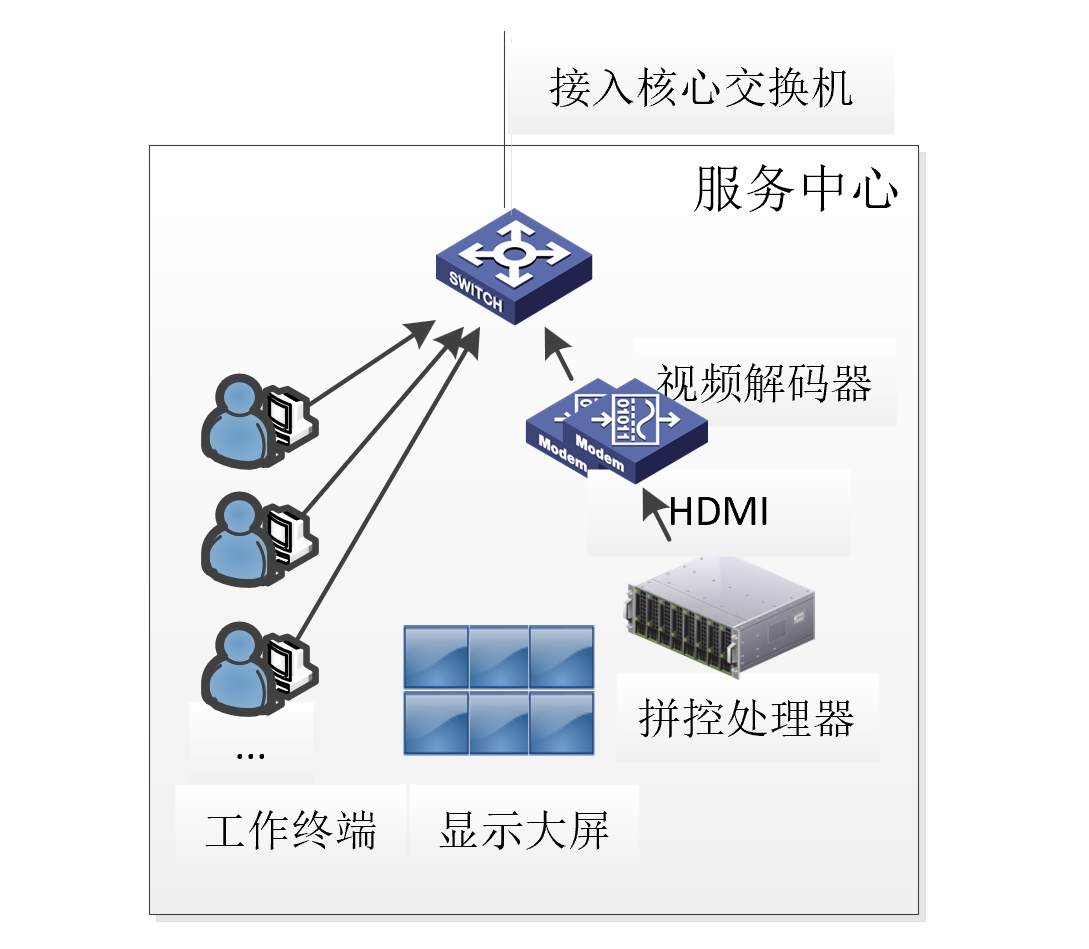 接入核心交换机
服务中心
SWITCH
视频解码器
01011
Modem
Modem
HDMI
拼控处理器
...
工作终端
显示大屏